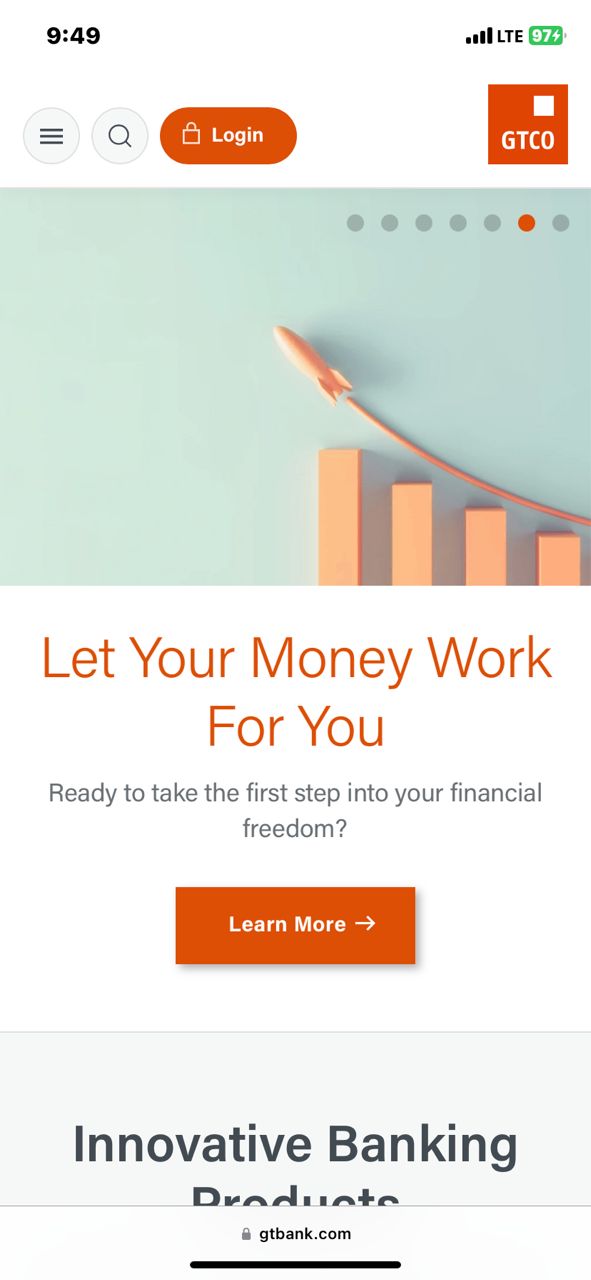 9:49
LTE
97
Login
GTCO
Let Your Money Work
For You
Ready to take the first step into your financial
freedom?
Learn More
Innovative Banking
Products
gtbank.com